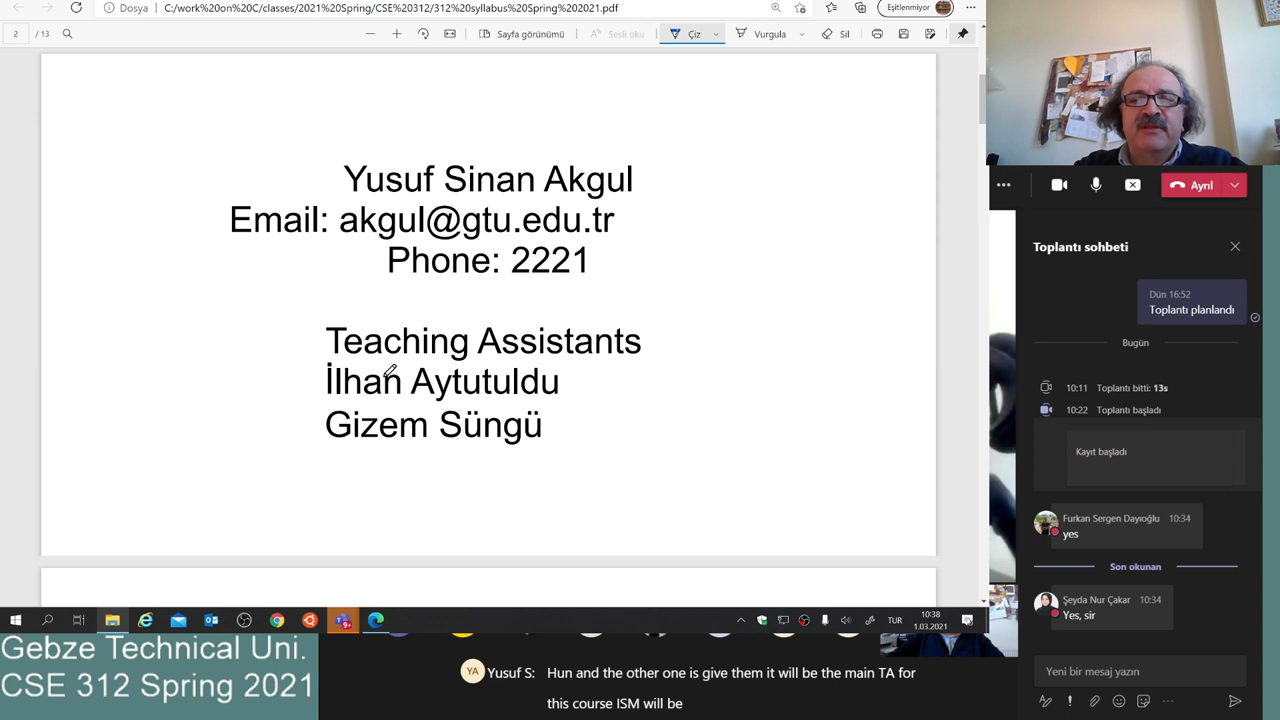 Dosya
C:/work%20on%20C/classes/2021%20Spring/CSE%20312/312%20syllabus%20Spring%202021.pdf
Eşitlenmiyor
2 / 13
Sayfa görünümü
Sesli oku
Çiz
Vurgula
Sil
Yusuf Sinan Akgul
Email: akgul@gtu.edu.tr
Phone: 2221
Teaching Assistants
İlhan Aytutuldu
Gizem Süngü
Ayrıl
Toplantı sohbeti
Dün 16:52
Toplantı planlandı
Bugün
10:11 Toplantı bitti: 13s
10:22 Toplantı başladı
Kayıt başladı
Furkan Sergen Dayıoğlu 10:34
yes
Son okunan
Şeyda Nur Çakar 10:34
Yes, sir
Yeni bir mesaj yazın
9+
TUR
10:38
1.03.2021
Gebze Technical Uni.
CSE 312 Spring 2021
YA
Yusuf S: Hun and the other one is give them it will be the main TA for
this course ISM will be